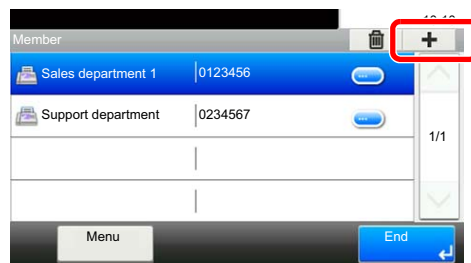 Member
Sales department 1 0123456
Support department 0234567
1/1
Menu End